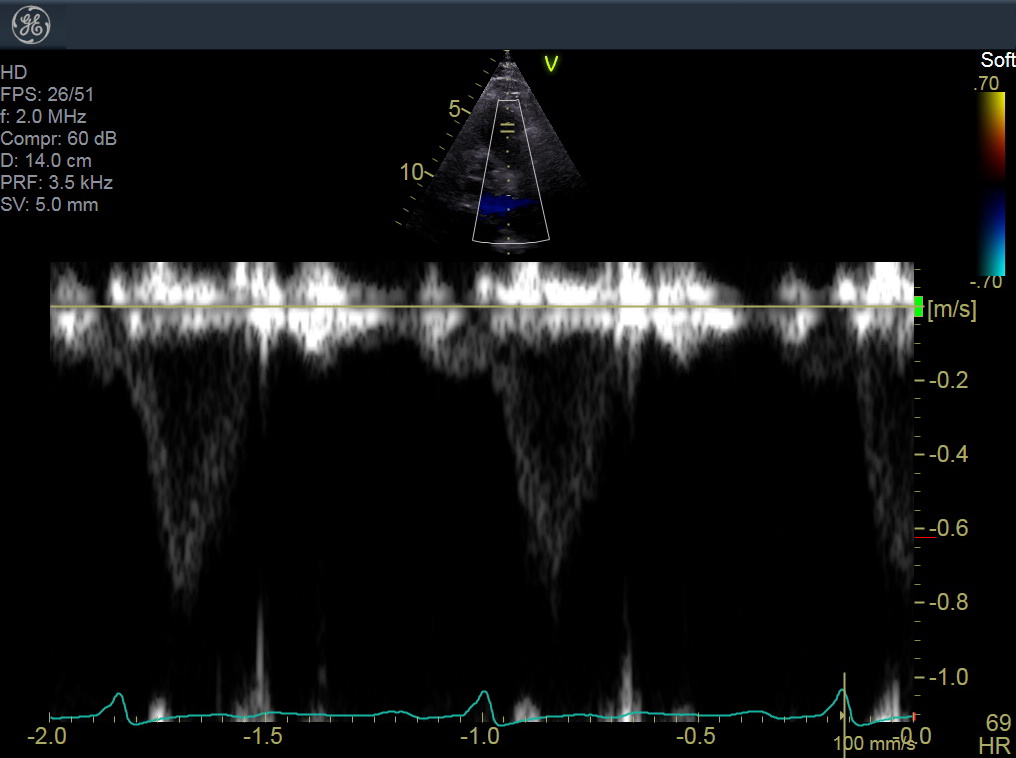 HD
FPS: 26/51
f: 2.0 MHz
Compr: 60 dB
D: 14.0 cm
PRF: 3.5 kHz
SV: 5.0 mm
V
5
10
Soft
.70
-.70
[m/s]
-0.2
-0.4
-0.6
-0.8
-1.0
-2.0 -1.5 -1.0 -0.5 0.0
100 mm/s
69
HR